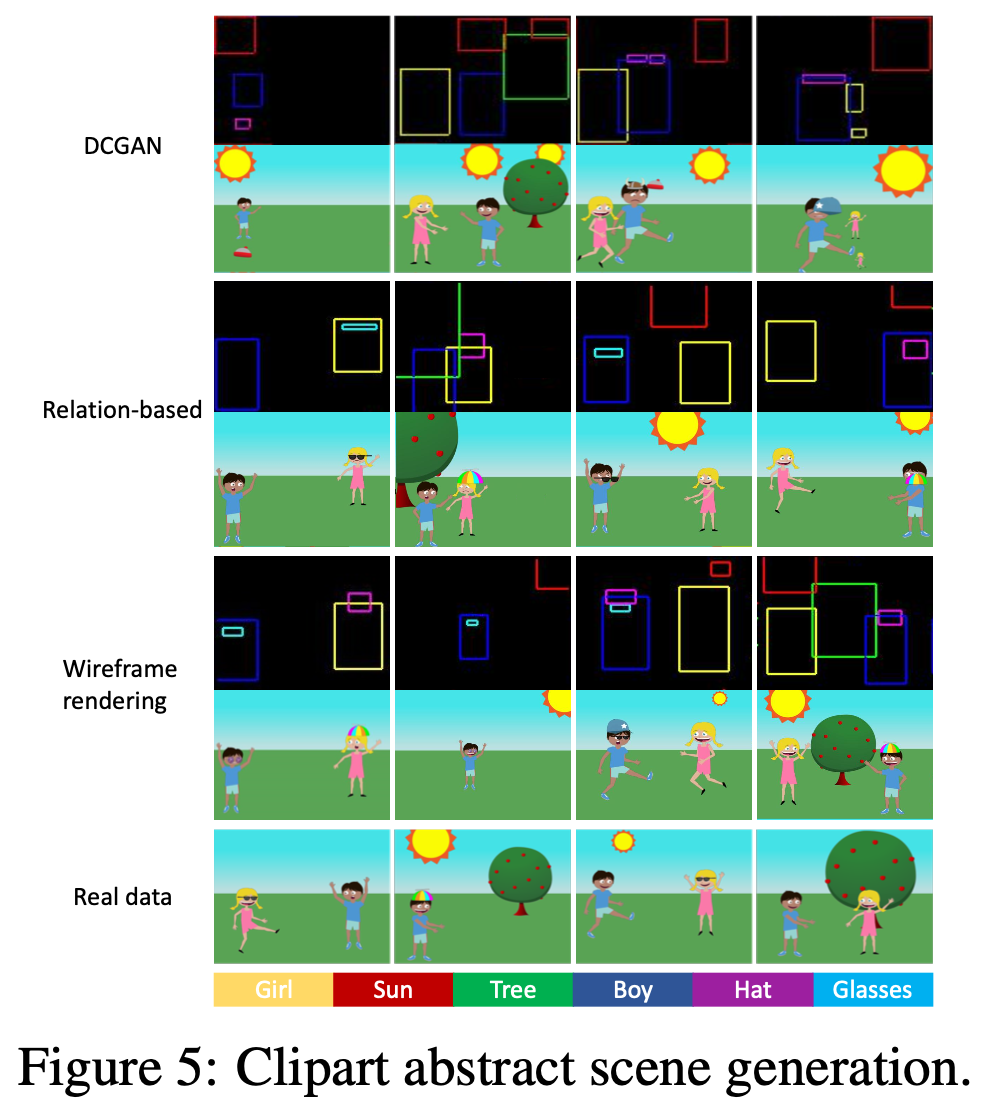 DCGAN
Relation-based
Wireframe
rendering
Real data
Girl Sun Tree Boy Hat Glasses
Figure 5: Clipart abstract scene generation.